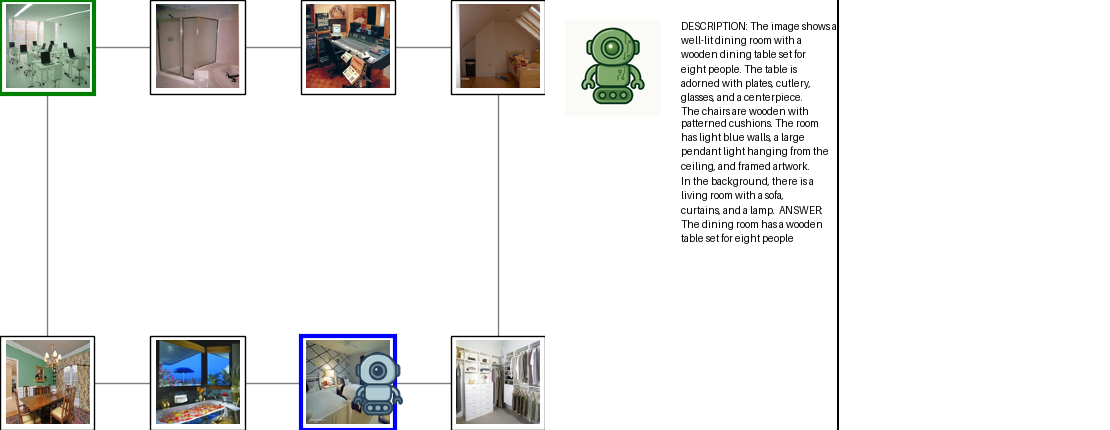 DESCRIPTION: The image shows a
well-lit dining room with a
wooden dining table set for
eight people. The table is
adorned with plates, cutlery,
glasses, and a centerpiece.
The chairs are wooden with
patterned cushions. The room
has light blue walls, a large
pendant light hanging from the
ceiling, and framed artwork.
In the background, there is a
living room with a sofa,
curtains, and a lamp. ANSWER:
The dining room has a wooden
table set for eight people